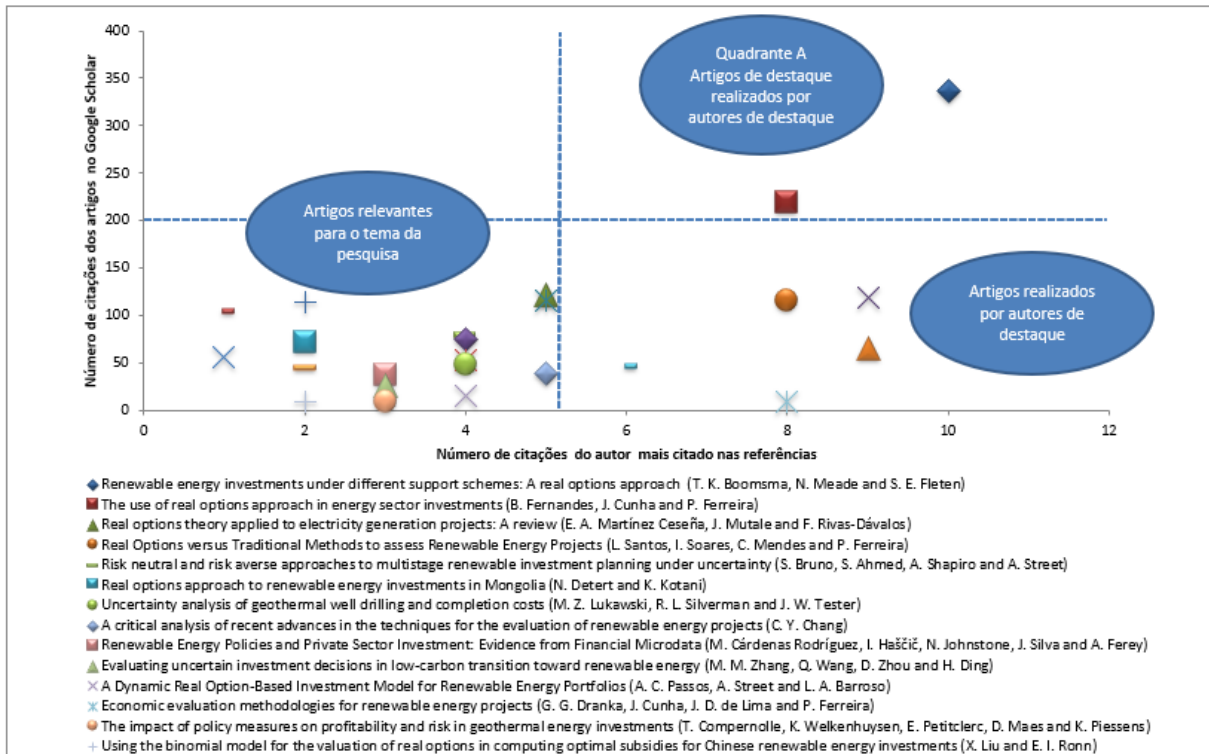 400
350
300
250
200
150
100
50
0
Número de citações dos artigos no Google Scholar
Quadrante A
Artigos de destaque
realizados por
autores de destaque
Artigos relevantes
para o tema da
pesquisa
Artigos realizados
por autores de
destaque
0 2 4 6 8 10 12
Número de citações do autor mais citado nas referências
Renewable energy investments under different support schemes: A real options approach (T. K. Boomsma, N. Meade and S. E. Fleten)
The use of real options approach in energy sector investments (B. Fernandes, J. Cunha and P. Ferreira)
Real options theory applied to electricity generation projects: A review (E. A. Martínez Ceseña, J. Mutale and F. Rivas-Dávalos)
Real Options versus Traditional Methods to assess Renewable Energy Projects (L. Santos, I. Soares, C. Mendes and P. Ferreira)
Risk neutral and risk averse approaches to multistage renewable investment planning under uncertainty (S. Bruno, S. Ahmed, A. Shapiro and A. Street)
Real options approach to renewable energy investments in Mongolia (N. Detert and K. Kotani)
Uncertainty analysis of geothermal well drilling and completion costs (M. Z. Lukawski, R. L. Silverman and J. W. Tester)
A critical analysis of recent advances in the techniques for the evaluation of renewable energy projects (C. Y. Chang)
Renewable Energy Policies and Private Sector Investment: Evidence from Financial Microdata (M. Cárdenas Rodríguez, I. Haščič, N. Johnstone, J. Silva and A. Ferey)
Evaluating uncertain investment decisions in low-carbon transition toward renewable energy (M. M. Zhang, Q. Wang, D. Zhou and H. Ding)
A Dynamic Real Option-Based Investment Model for Renewable Energy Portfolios (A. C. Passos, A. Street and L. A. Barroso)
Economic evaluation methodologies for renewable energy projects (G. G. Dranka, J. Cunha, J. D. de Lima and P. Ferreira)
The impact of policy measures on profitability and risk in geothermal energy investments (T. Compernolle, K. Welkenhuysen, E. Petitclerc, D. Maes and K. Piessens)
Using the binomial model for the valuation of real options in computing optimal subsidies for Chinese renewable energy investments (X. Liu and E. I. Ronn)